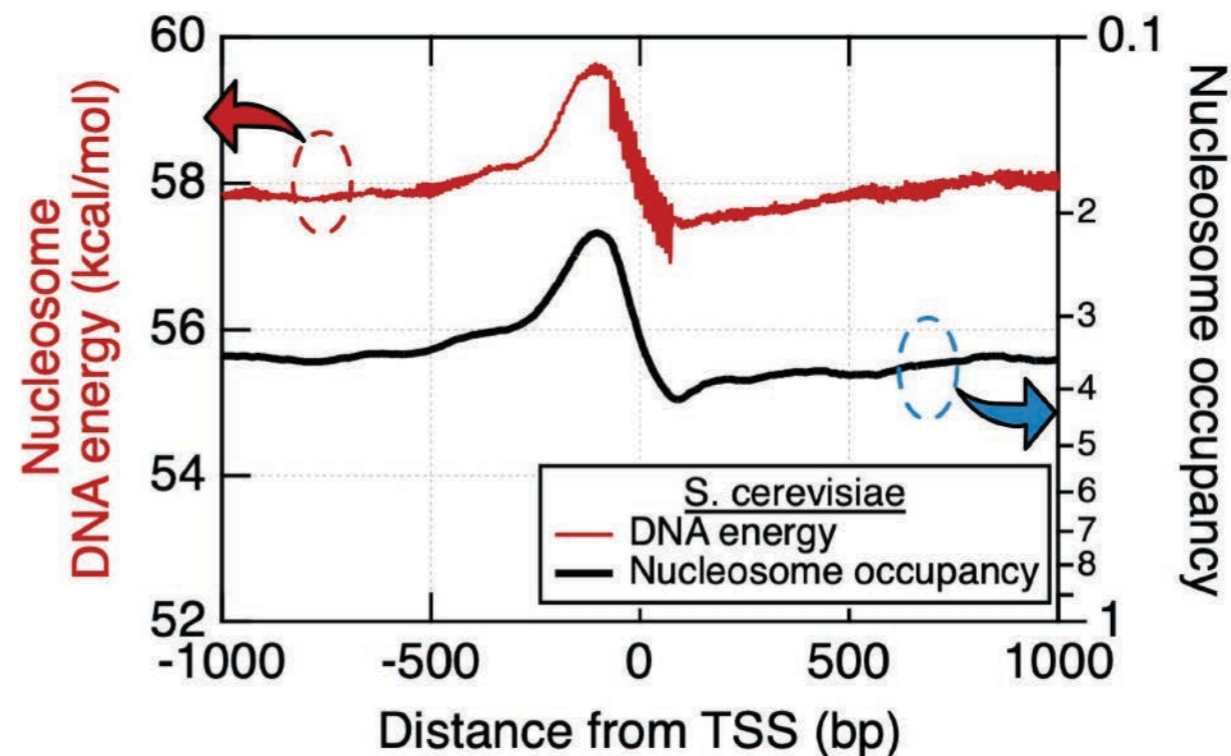 Nucleosome
DNA energy (kcal/mol)
60
58
56
54
52
0.1
2
3
4
5
6
7
8
1
Nucleosome occupancy
S. cerevisiae
DNA energy
Nucleosome occupancy
-1000
-500
0
500
1000
Distance from TSS (bp)